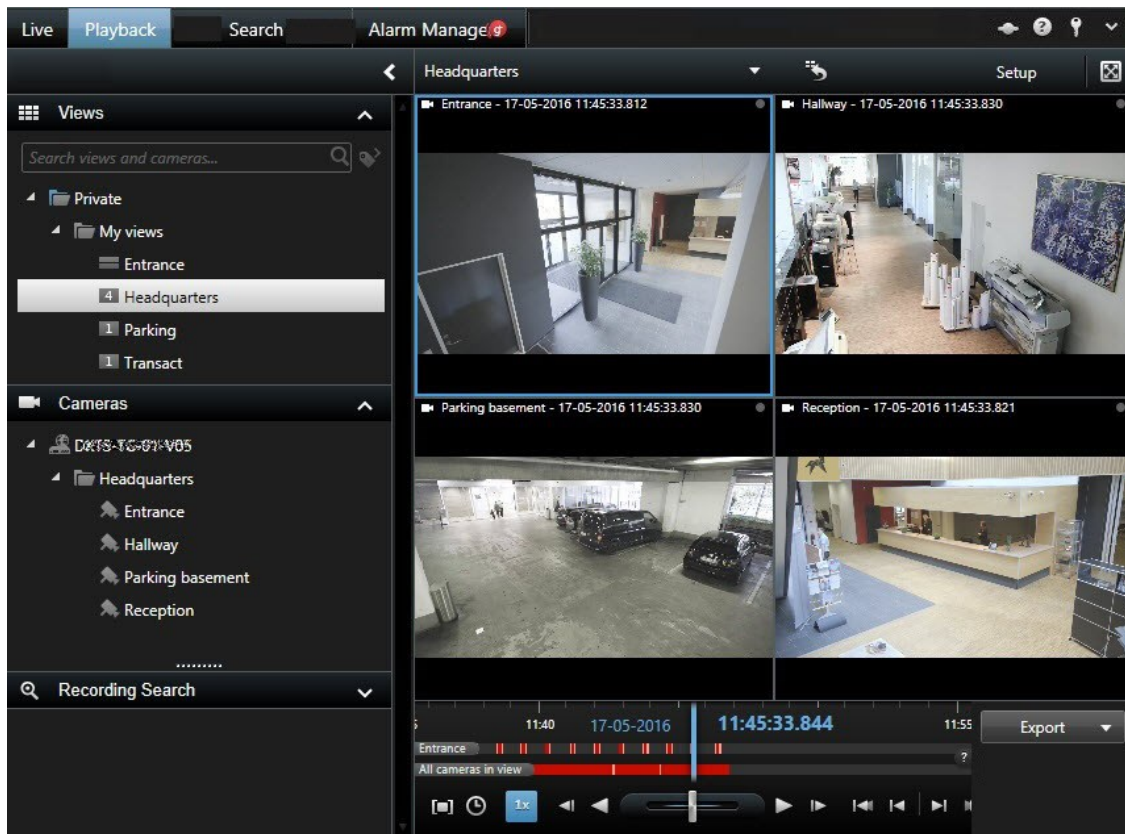 Live Playback Search Alarm Manager
Headquarters Setup
Views
Search views and cameras...
Private
My views
Entrance
4 Headquarters
1 Parking
1 Transact
Cameras
Headquarters
Entrance
Hallway
Parking basement
Reception
Recording Search
Entrance - 17-05-2016 11:45:33.812
Hallway - 17-05-2016 11:45:33.830
Parking basement - 17-05-2016 11:45:33.830
Reception - 17-05-2016 11:45:33.821
11:40 17-05-2016 11:45:33.844 11:55
Entrance
?
All cameras in view
1x
Export